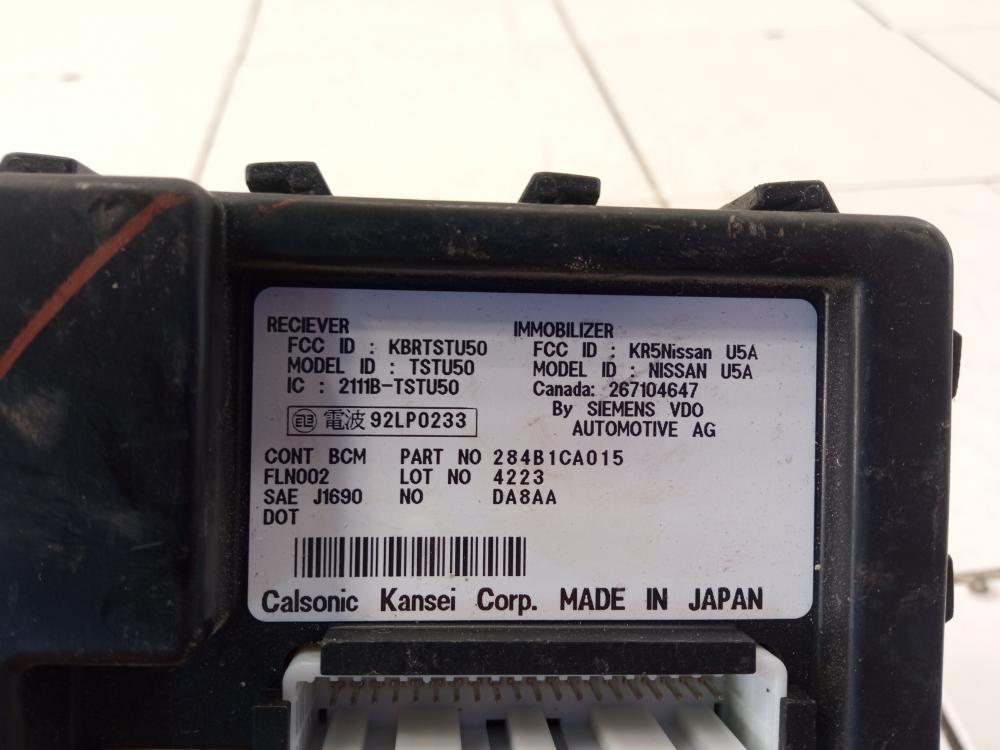 RECIEVER
FCC ID : KBRTSTU50
MODEL ID : TSTU50
IC : 2111B-TSTU50
電波 92LP0233
IMMOBILIZER
FCC ID : KR5Nissan U5A
MODEL ID : NISSAN U5A
Canada: 267104647
By SIEMENS VDO
AUTOMOTIVE AG
CONT BCM PART NO 284B1CA015
FLN002 LOT NO 4223
SAE J1690 NO DA8AA
DOT
Calsonic Kansei Corp. MADE IN JAPAN